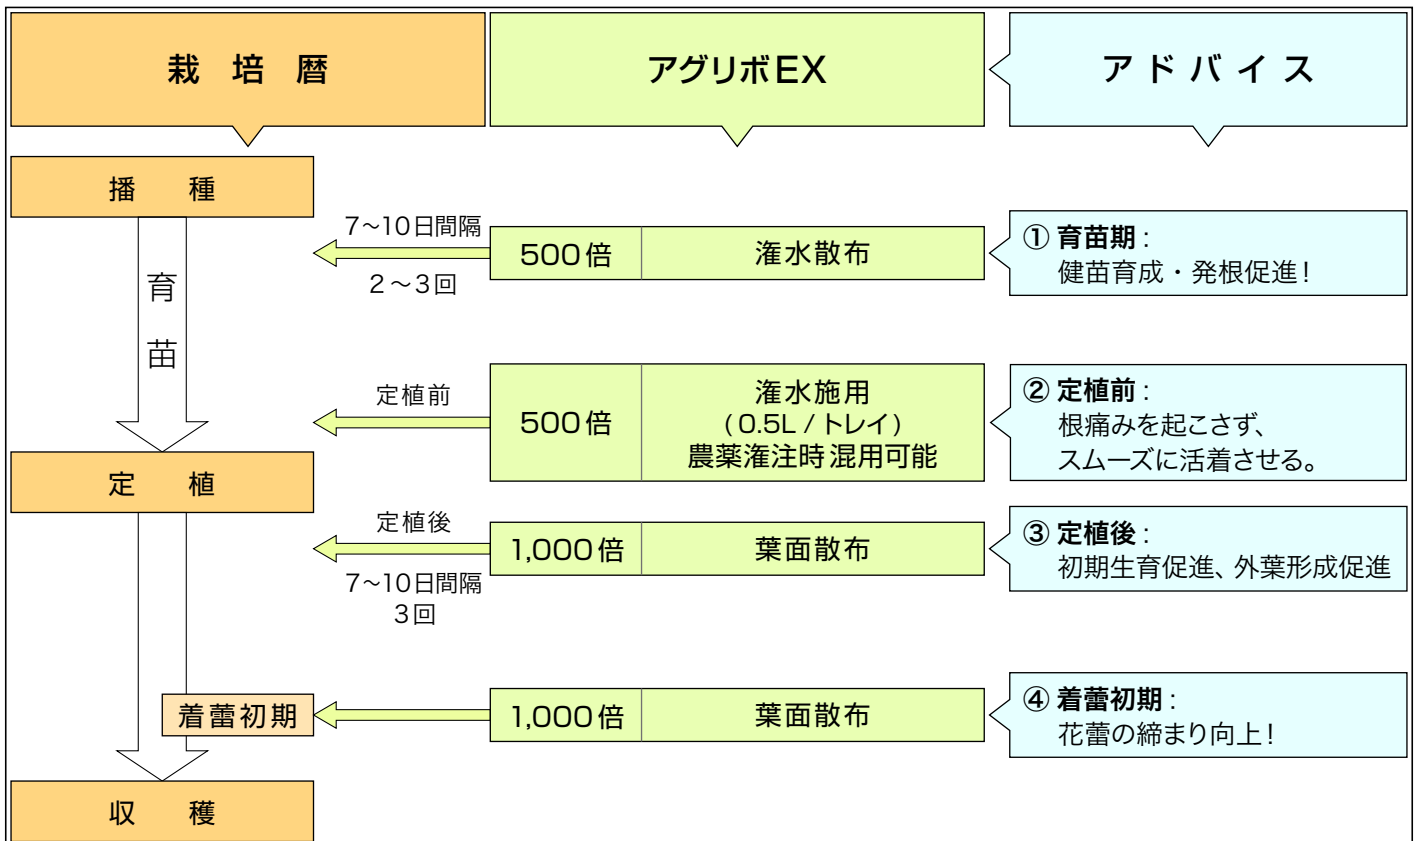 栽培暦
アグリボEX
アドバイス
播種
育苗
7〜10日間隔
2〜3回
500倍
潅水散布
① 育苗期:
健苗育成・発根促進!
定植前
500倍
潅水施用
(0.5L / トレイ)
農薬潅注時混用可能
② 定植前:
根痛みを起こさず、
スムーズに活着させる。
定植
定植後
7〜10日間隔
3回
1,000倍
葉面散布
③ 定植後:
初期生育促進、外葉形成促進
着蕾初期
1,000倍
葉面散布
④ 着蕾初期:
花蕾の締まり向上!
収穫